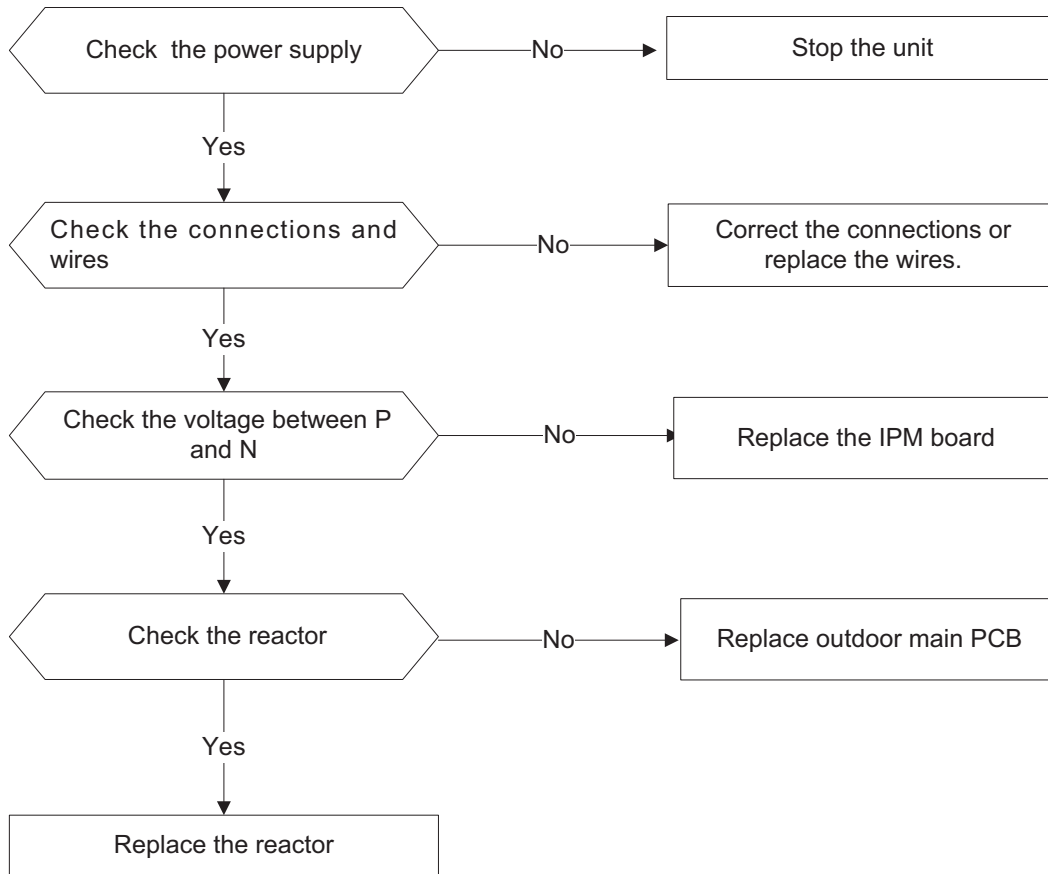 Check the power supply
No
Stop the unit
Yes
Check the connections and
wires
No
Correct the connections or
replace the wires.
Yes
Check the voltage between P
and N
No
Replace the IPM board
Yes
Check the reactor
No
Replace outdoor main PCB
Yes
Replace the reactor